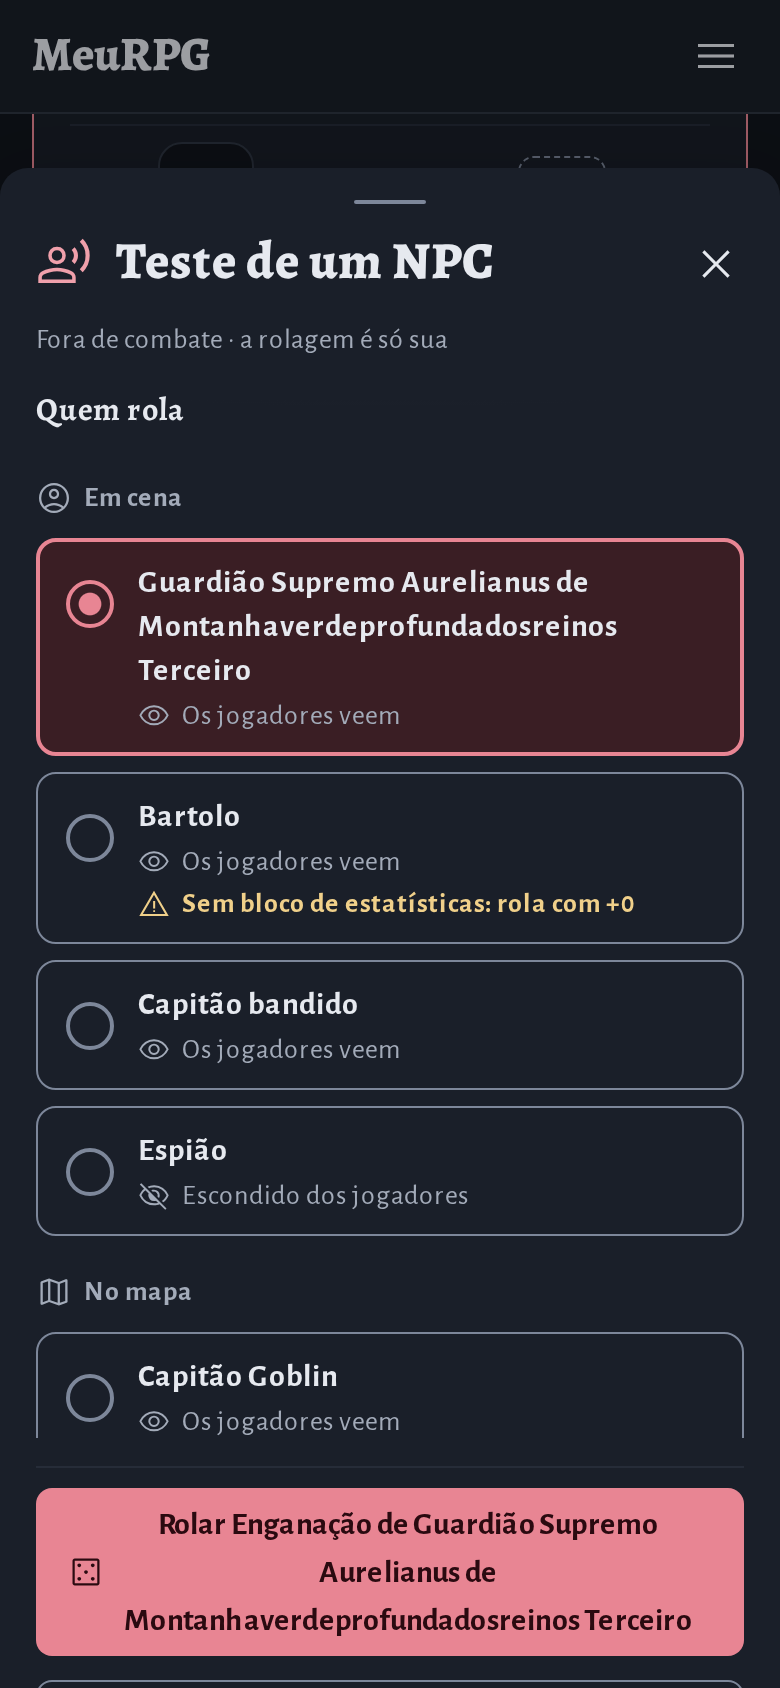 MeuRPG
Teste de um NPC
Fora de combate · a rolagem é só sua
Quem rola
Em cena
Guardião Supremo Aurelianus de
Montanhaverdeprofundadosreinos
Terceiro
Os jogadores veem
Bartolo
Os jogadores veem
Sem bloco de estatísticas: rola com +0
Capitão bandido
Os jogadores veem
Espião
Escondido dos jogadores
No mapa
Capitão Goblin
Os jogadores veem
Rolar Enganação de Guardião Supremo
Aurelianus de
Montanhaverdeprofundadosreinos Terceiro